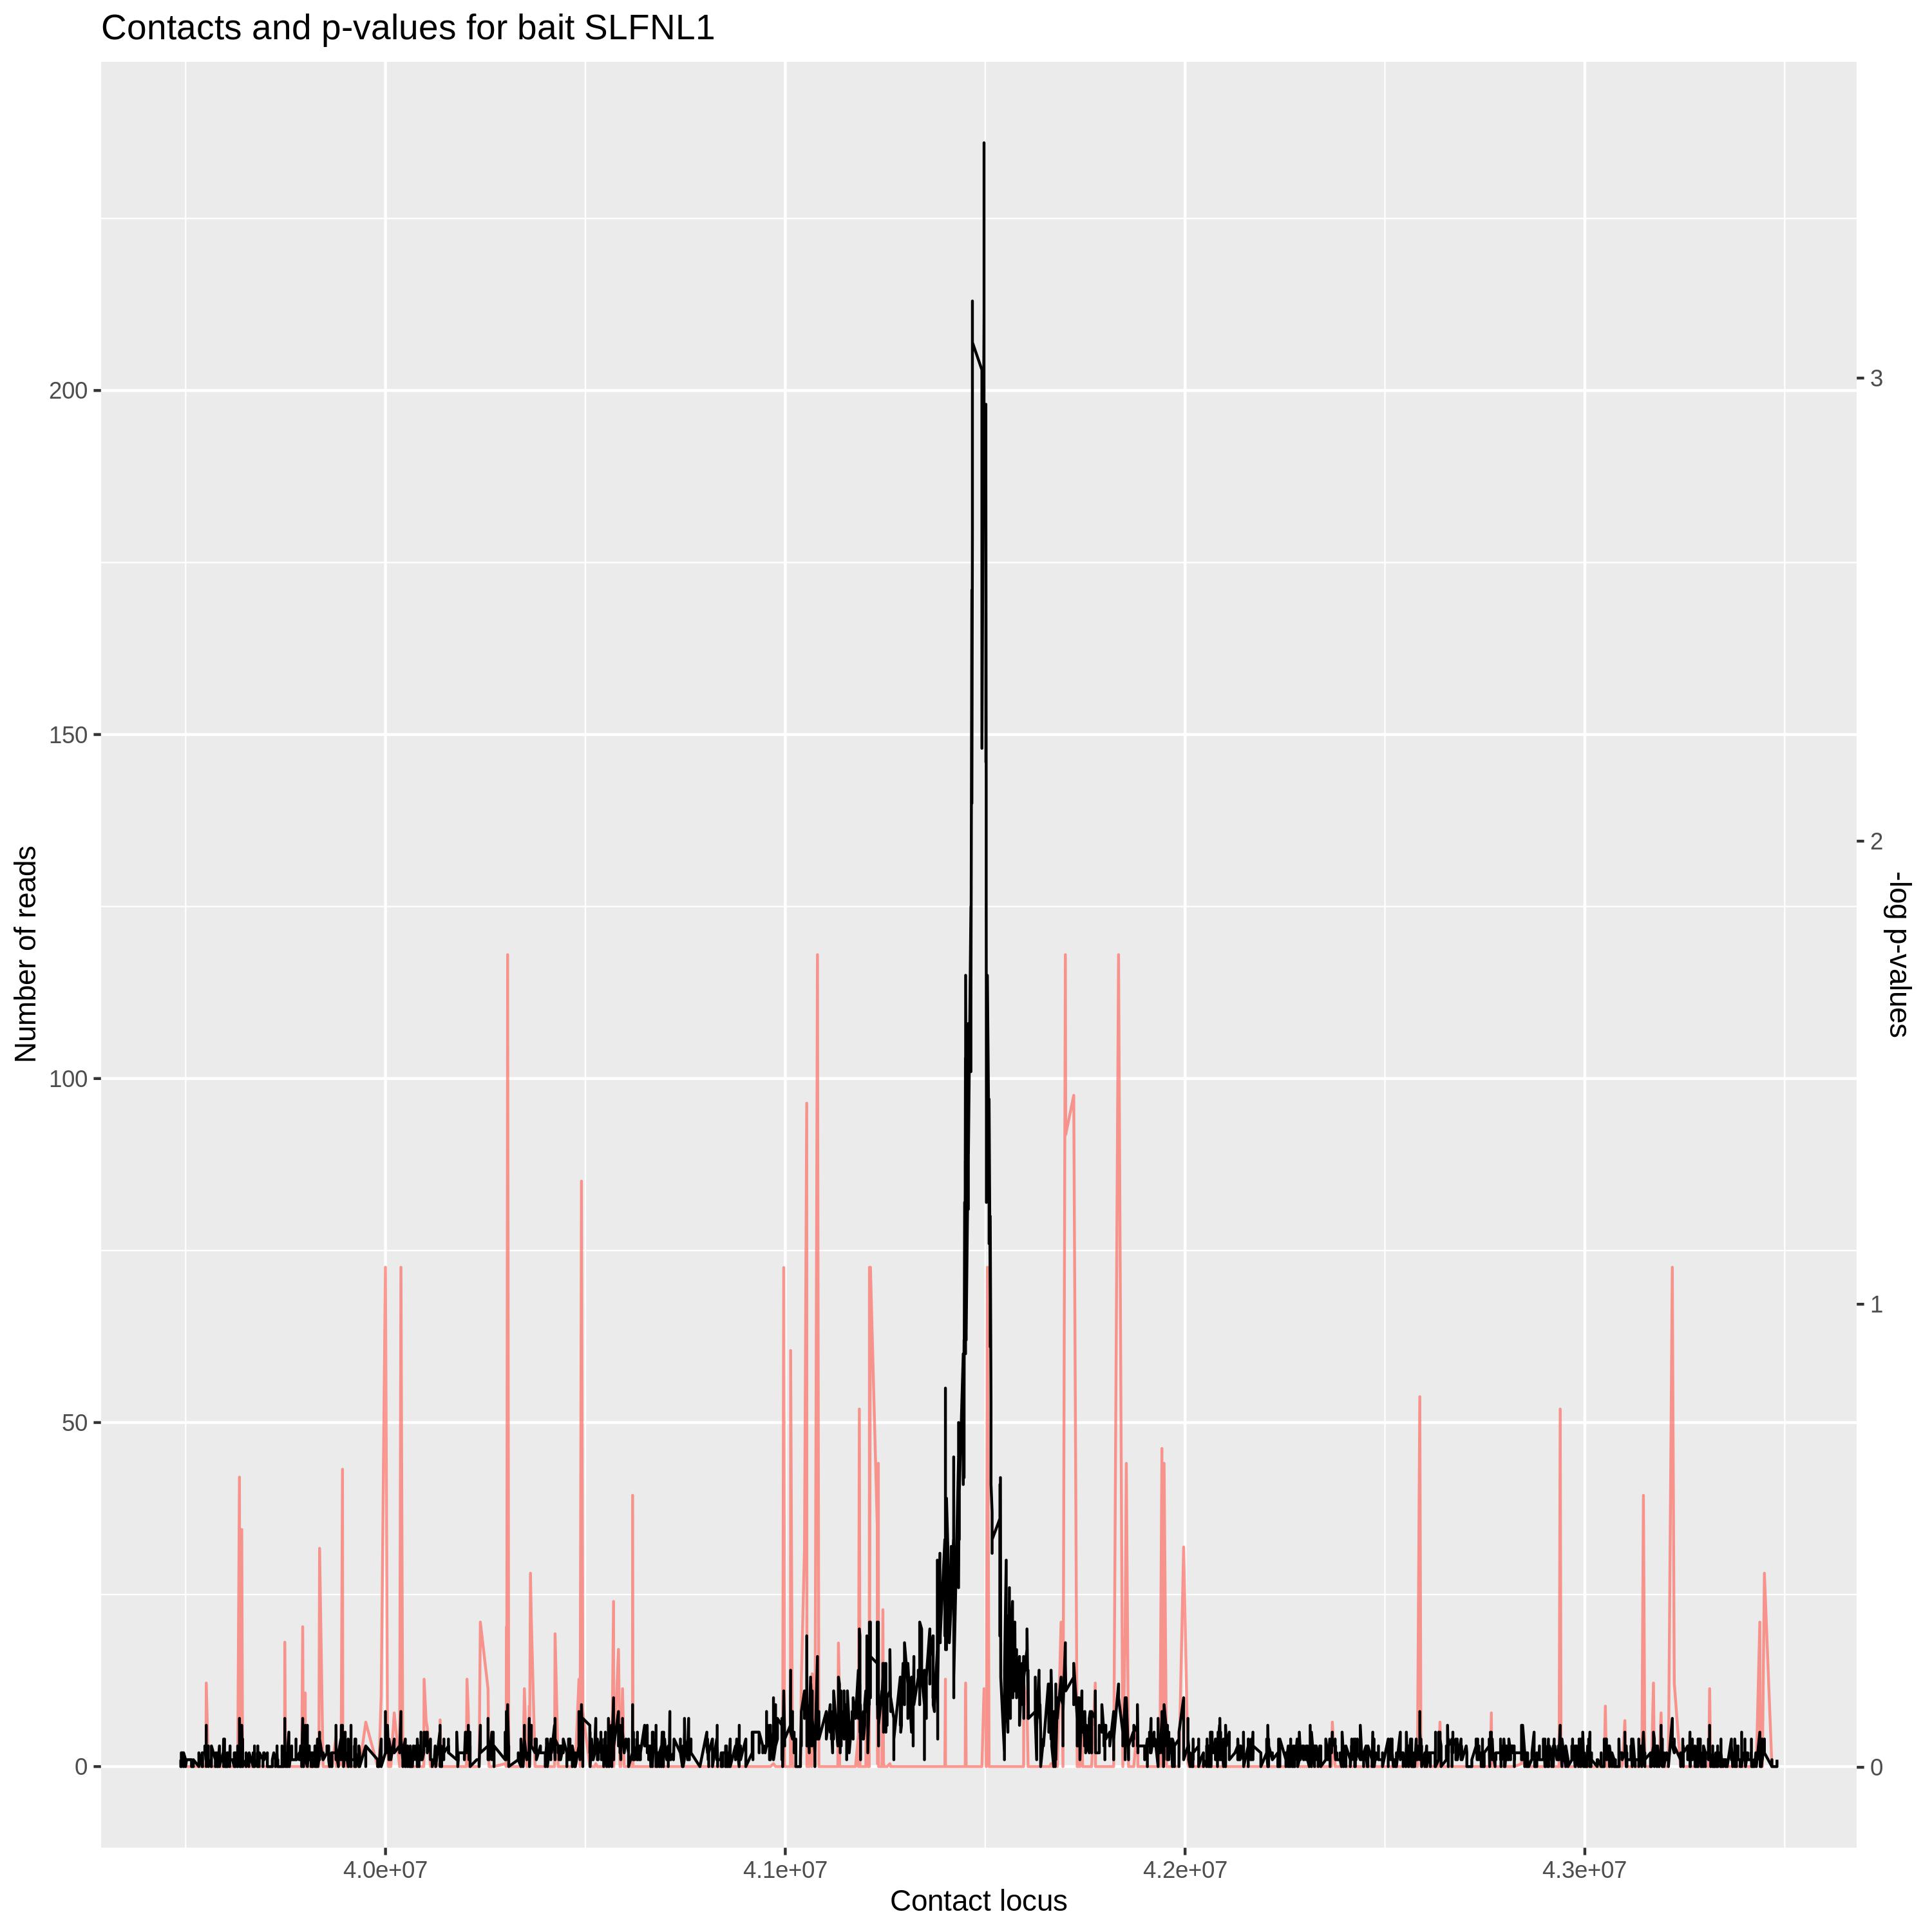 Contacts and p-values for bait SLFNL1
200
150
100
50
0
Number of reads
3
2
1
0
-log p-values
4.0e+07
4.1e+07
4.2e+07
4.3e+07
Contact locus